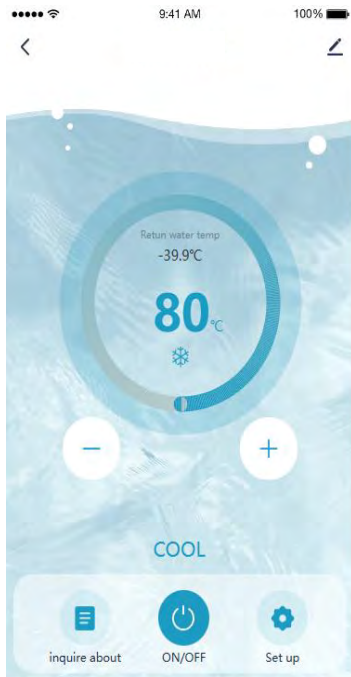 9:41 AM 100%
Retun water temp
-39.9℃
80℃
COOL
inquire about ON/OFF Set up